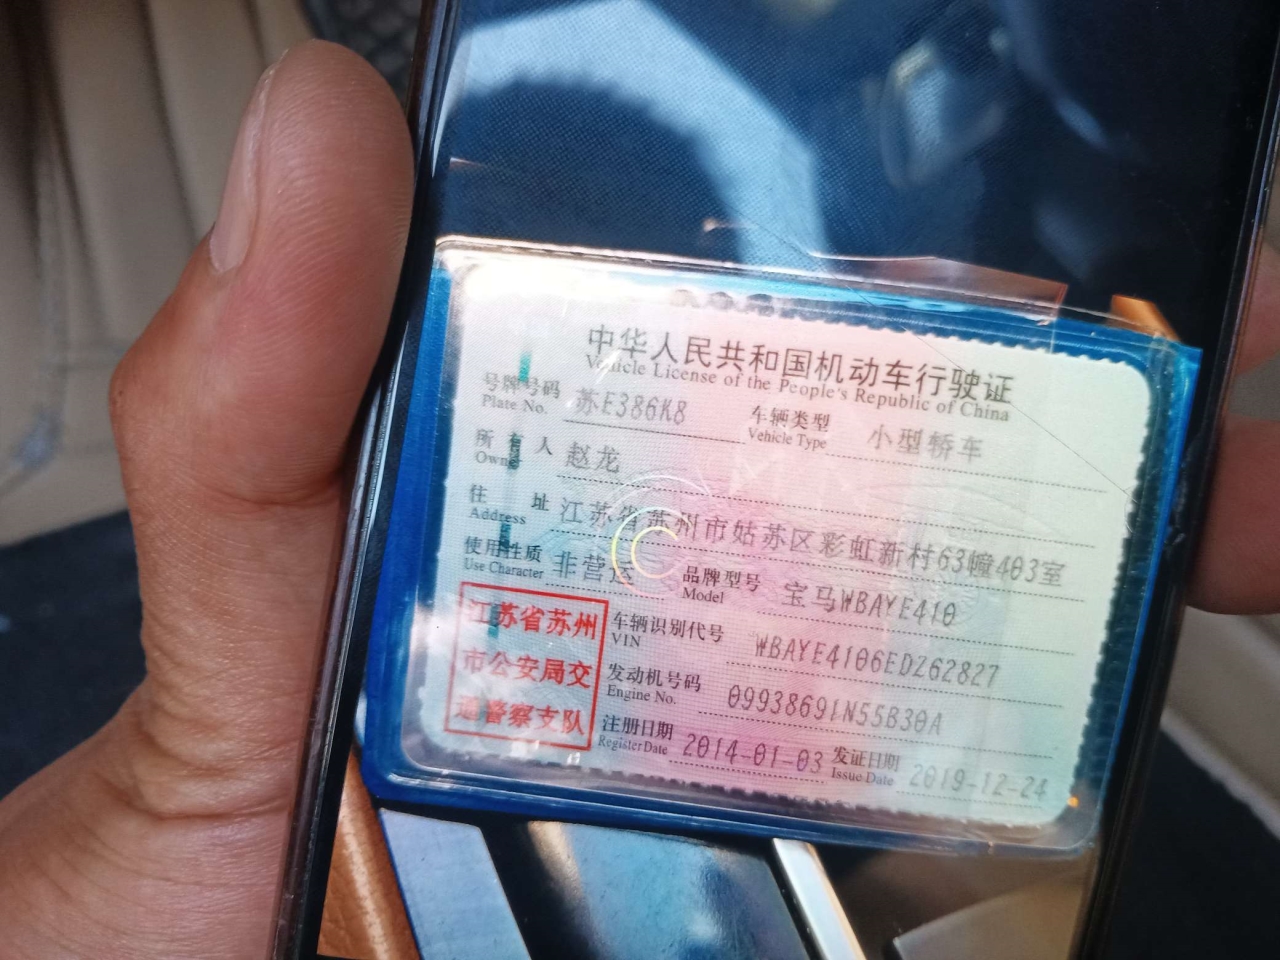 中华人民共和国机动车行驶证
Vehicle License of the People's Republic of China
号牌号码 苏E386K8 车辆类型 小型轿车
Plate No. Vehicle Type
所有人 赵龙
Owner
住址 江苏省苏州市姑苏区彩虹新村63幢403室
Address
使用性质 非营运 品牌型号 宝马WBAYE410
Use Character Model
江苏省苏州
市公安局交
通警察支队
车辆识别代号 WBAYE4106EDZ62827
VIN
发动机号码 09938691N55B30A
Engine No.
注册日期 2014-01-03 发证日期 2019-12-24
Register Date Issue Date